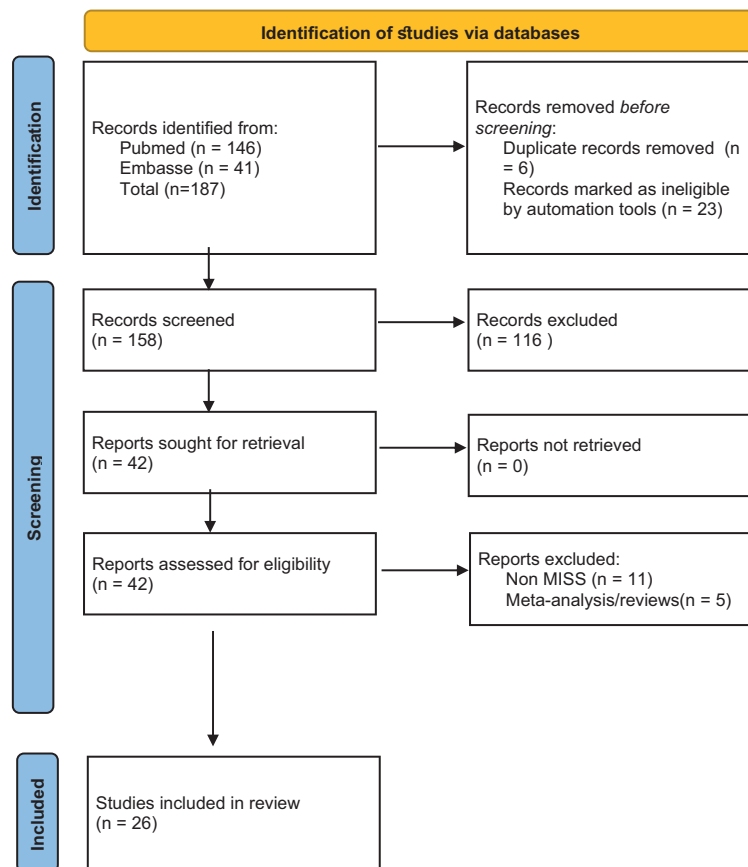 Identification of studies via databases
Identification
Records identified from:
Pubmed (n = 146)
Embasse (n = 41)
Total (n=187)
Records removed before
screening:
Duplicate records removed (n
= 6)
Records marked as ineligible
by automation tools (n = 23)
Screening
Records screened
(n = 158)
Records excluded
(n = 116 )
Reports sought for retrieval
(n = 42)
Reports not retrieved
(n = 0)
Reports assessed for eligibility
(n = 42)
Reports excluded:
Non MISS (n = 11)
Meta-analysis/reviews(n = 5)
Included
Studies included in review
(n = 26)